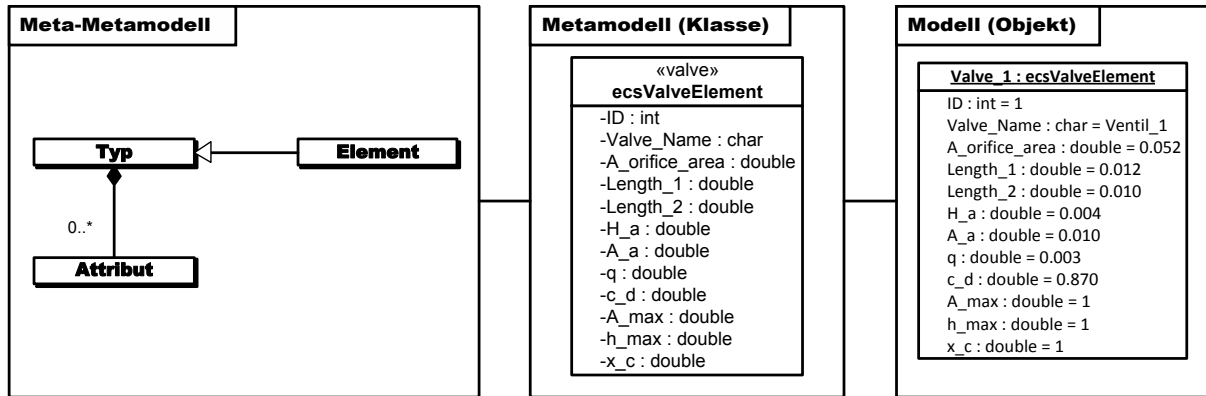 Meta-Metamodell
Typ
Element
0..*
Attribut
Metamodell (Klasse)
«valve»
ecsValveElement
-ID : int
-Valve_Name : char
-A_orifice_area : double
-Length_1 : double
-Length_2 : double
-H_a : double
-A_a : double
-q : double
-c_d : double
-A_max : double
-h_max : double
-x_c : double
Modell (Objekt)
Valve_1 : ecsValveElement
ID : int = 1
Valve_Name : char = Ventil_1
A_orifice_area : double = 0.052
Length_1 : double = 0.012
Length_2 : double = 0.010
H_a : double = 0.004
A_a : double = 0.010
q : double = 0.003
c_d : double = 0.870
A_max : double = 1
h_max : double = 1
x_c : double = 1